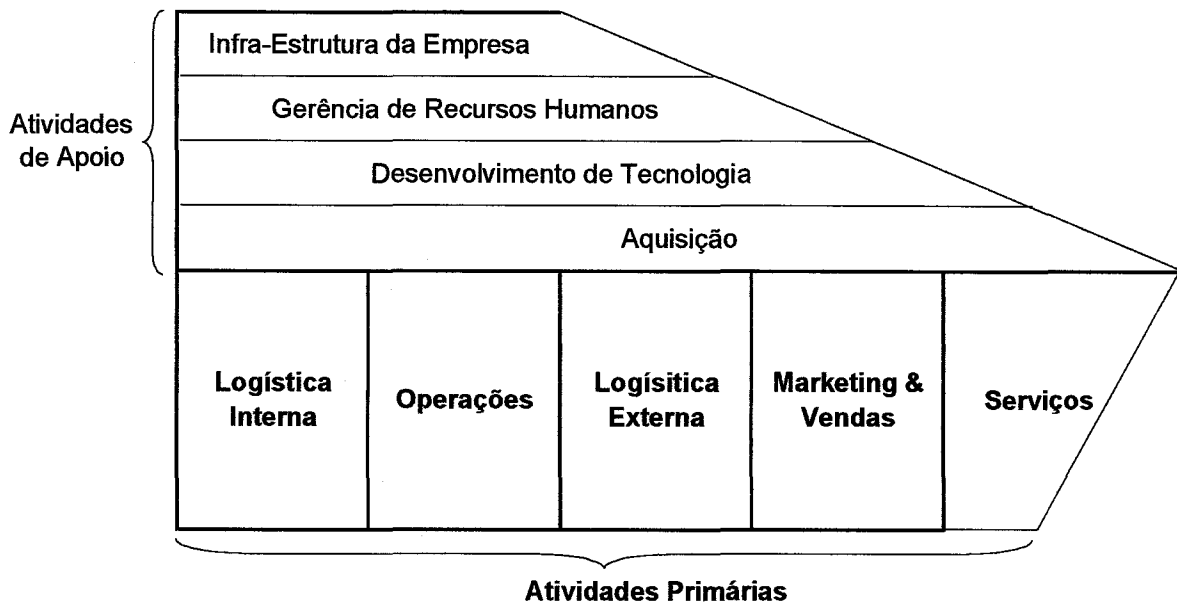 Infra-Estrutura da Empresa
Gerência de Recursos Humanos
Atividades
de Apoio
Desenvolvimento de Tecnologia
Aquisição
Logística
Interna
Operações
Logísitica
Externa
Marketing &
Vendas
Serviços
Atividades Primárias